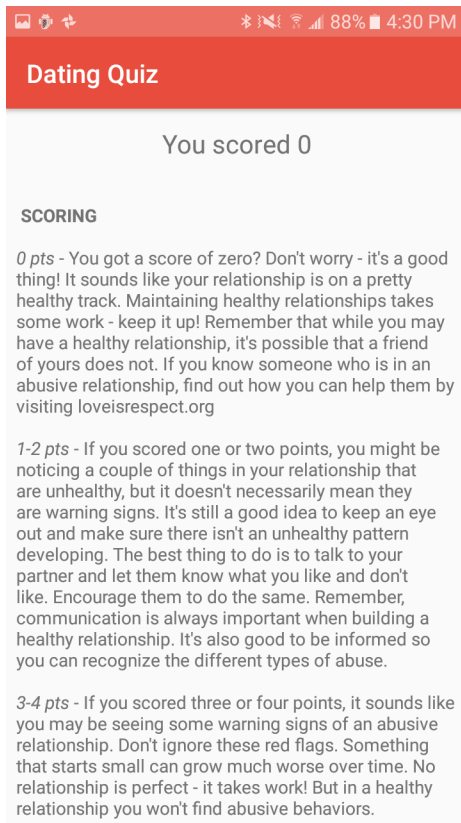 88% 4:30 PM
Dating Quiz
You scored 0
SCORING
0 pts - You got a score of zero? Don't worry - it's a good
thing! It sounds like your relationship is on a pretty
healthy track. Maintaining healthy relationships takes
some work - keep it up! Remember that while you may
have a healthy relationship, it's possible that a friend
of yours does not. If you know someone who is in an
abusive relationship, find out how you can help them by
visiting loveisrespect.org
1-2 pts - If you scored one or two points, you might be
noticing a couple of things in your relationship that
are unhealthy, but it doesn't necessarily mean they
are warning signs. It's still a good idea to keep an eye
out and make sure there isn't an unhealthy pattern
developing. The best thing to do is to talk to your
partner and let them know what you like and don't
like. Encourage them to do the same. Remember,
communication is always important when building a
healthy relationship. It's also good to be informed so
you can recognize the different types of abuse.
3-4 pts - If you scored three or four points, it sounds like
you may be seeing some warning signs of an abusive
relationship. Don't ignore these red flags. Something
that starts small can grow much worse over time. No
relationship is perfect - it takes work! But in a healthy
relationship you won't find abusive behaviors.